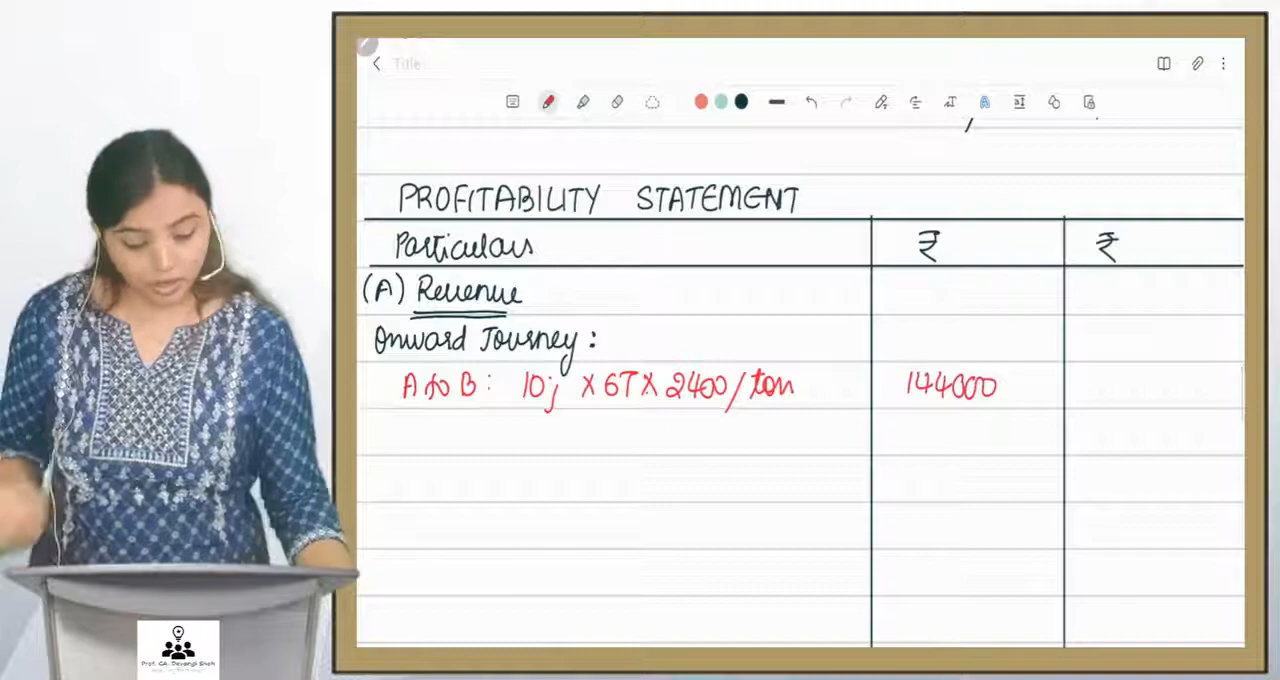 Title
PROFITABILITY STATEMENT
Particulars ₹ ₹
(A) Revenue
Onward Journey :
A to B : 10j X 6T X 2400/ton 144000
Prof. CA. Devangi Shah